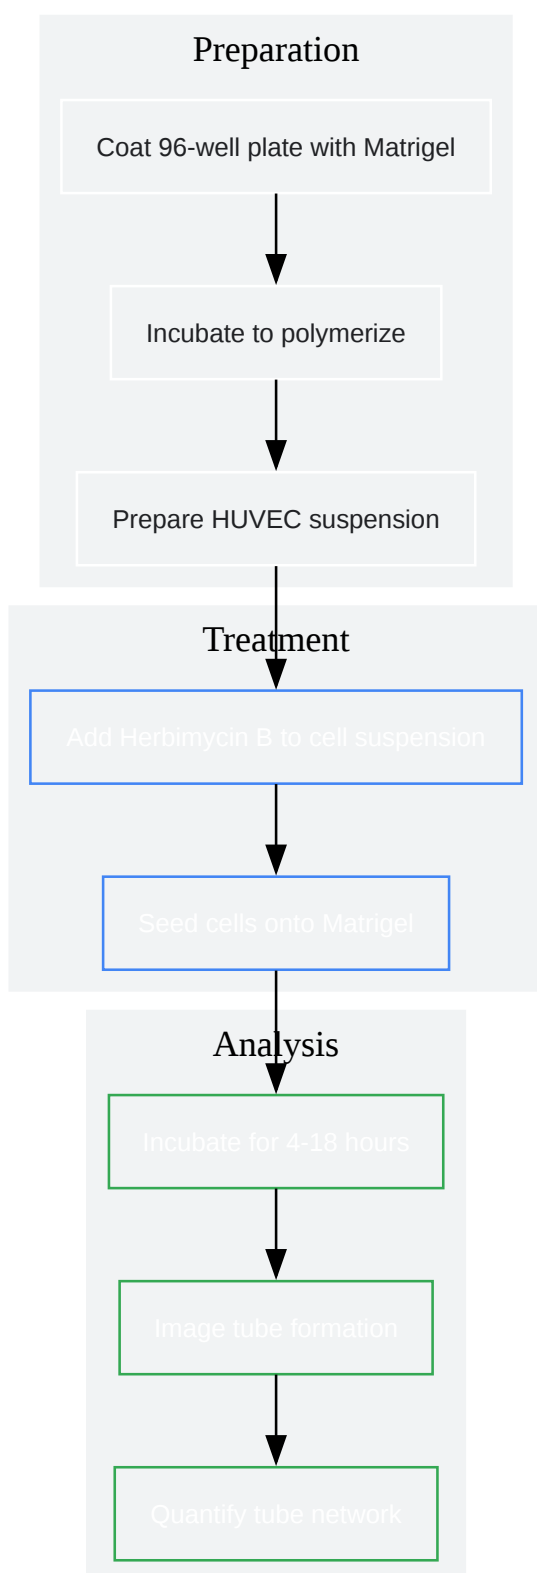 Preparation
Coat 96-well plate with Matrigel
Incubate to polymerize
Prepare HUVEC suspension
Treatment
Add Herbimycin B to cell suspension
Seed cells onto Matrigel
Analysis
Incubate for 4-18 hours
Image tube formation
Quantify tube network